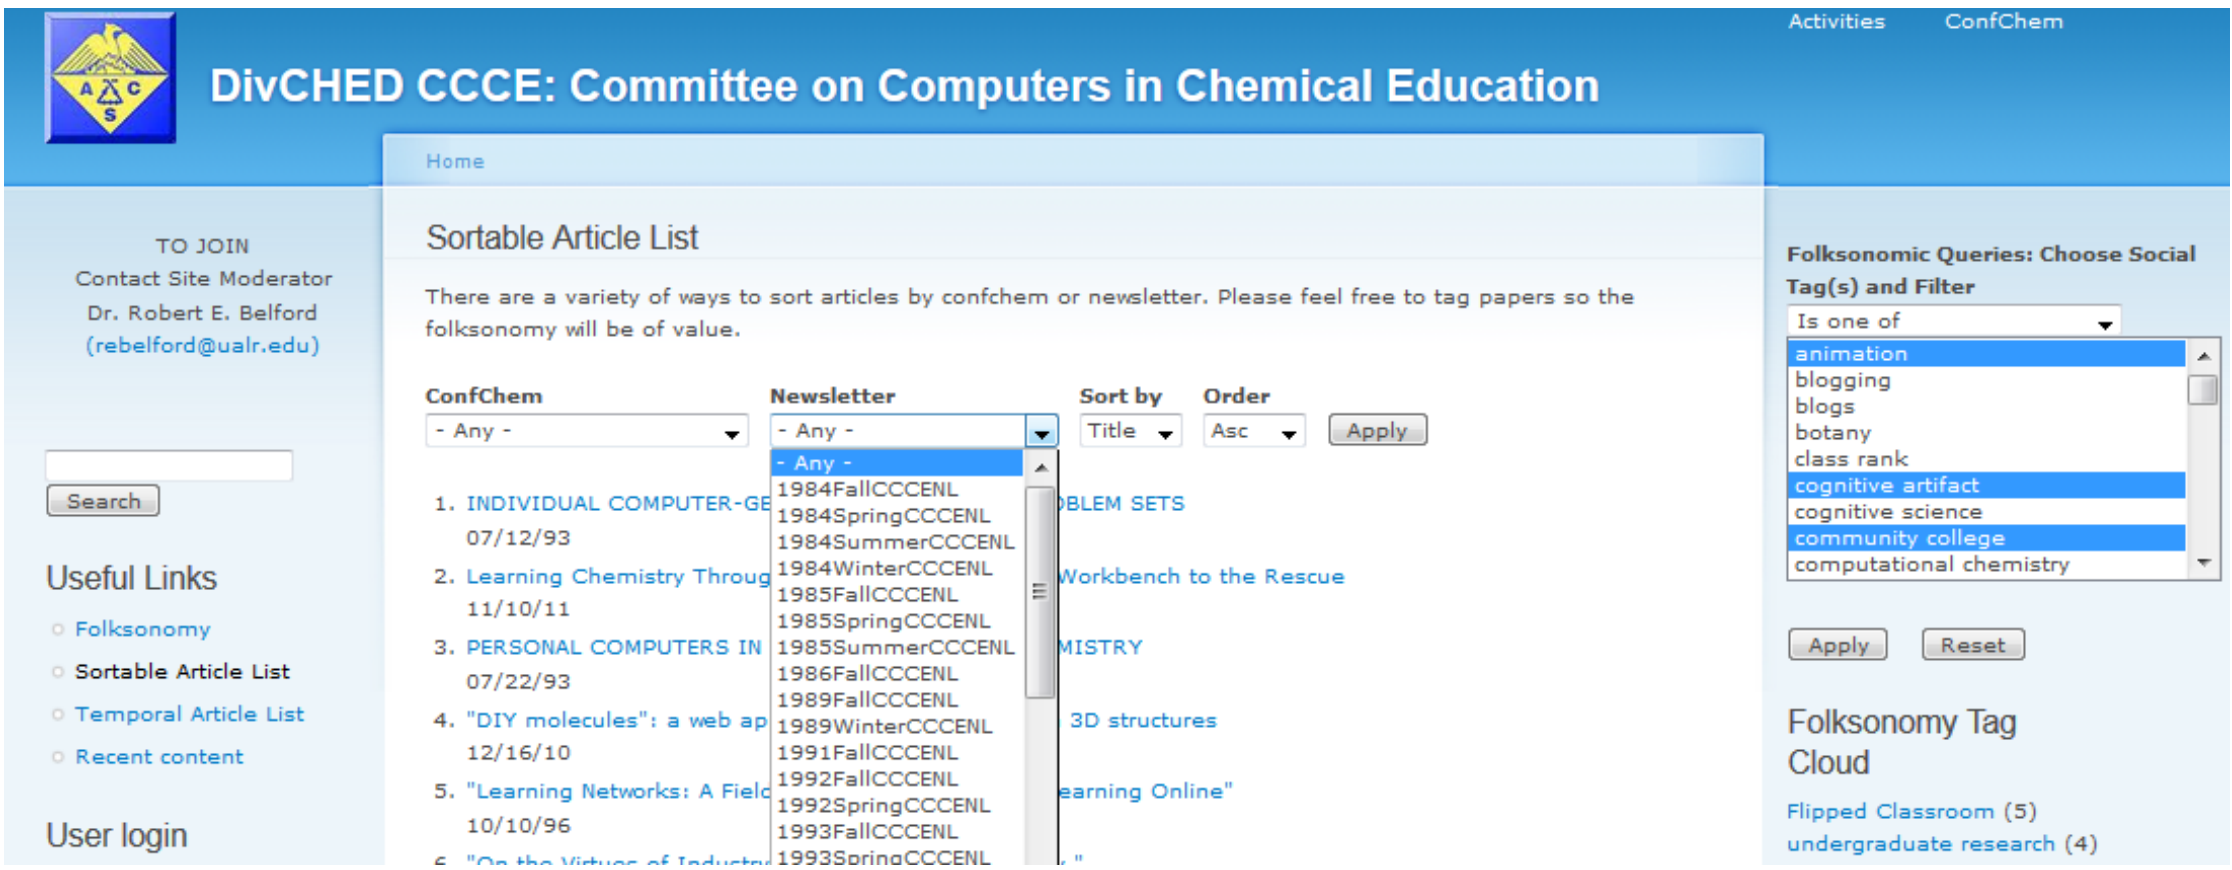 Activities ConfChem
A C
S
DivCHED CCCE: Committee on Computers in Chemical Education
Home
TO JOIN
Contact Site Moderator
Dr. Robert E. Belford
(rebelford@ualr.edu)
Search
Useful Links
Folksonomy
Sortable Article List
Temporal Article List
Recent content
User login
Sortable Article List
There are a variety of ways to sort articles by confchem or newsletter. Please feel free to tag papers so the
folksonomy will be of value.
ConfChem Newsletter Sort by Order
- Any - - Any - Title Asc Apply
- Any -
1984FallCCCENL
1984SpringCCCENL
1984SummerCCCENL
1984WinterCCCENL
1985FallCCCENL
1985SpringCCCENL
1985SummerCCCENL
1986FallCCCENL
1989FallCCCENL
1989WinterCCCENL
1991FallCCCENL
1992FallCCCENL
1992SpringCCCENL
1993FallCCCENL
1993SpringCCCENL
1. INDIVIDUAL COMPUTER-GE OBLEM SETS
07/12/93
2. Learning Chemistry Throug Workbench to the Rescue
11/10/11
3. PERSONAL COMPUTERS IN MISTRY
07/22/93
4. "DIY molecules": a web ap 3D structures
12/16/10
5. "Learning Networks: A Field earning Online"
10/10/96
6. "On the Virtues of Industry "
Folksonomic Queries: Choose Social
Tag(s) and Filter
Is one of
animation
blogging
blogs
botany
class rank
cognitive artifact
cognitive science
community college
computational chemistry
Apply Reset
Folksonomy Tag
Cloud
Flipped Classroom (5)
undergraduate research (4)